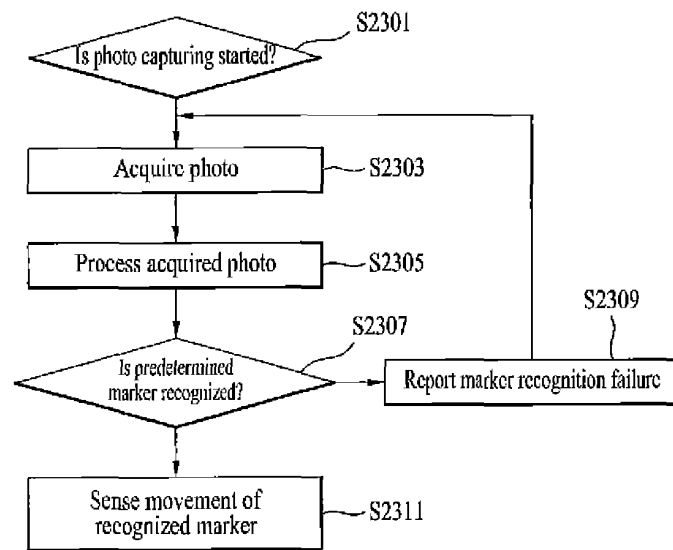 S2301
Is photo capturing started?
Acquire photo
S2303
Process acquired photo
S2305
S2307
S2309
Is predetermined
marker recognized?
Report marker recognition failure
Sense movement of
recognized marker
S2311